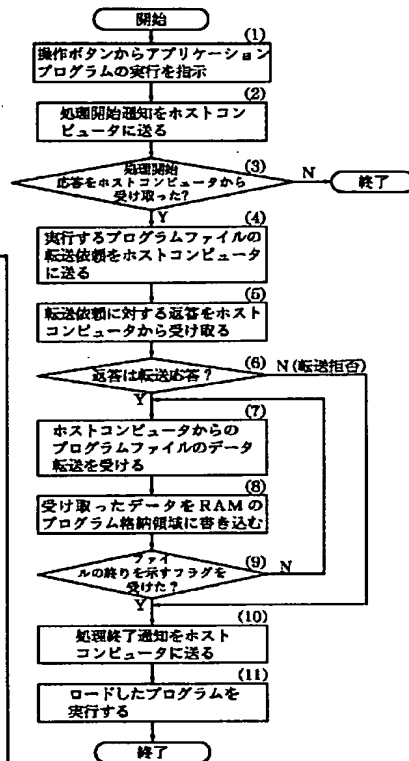 開始
(1)
操作ボタンからアプリケーション
プログラムの実行を指示
(2)
処理開始通知をホストコン
ピュータに送る
(3)
処理開始
応答をホストコンピュータから
受け取った?
N
終了
Y
(4)
実行するプログラムファイルの
転送依頼をホストコンピュータ
に送る
(5)
転送依頼に対する返答をホスト
コンピュータから受け取る
(6)
返答は転送応答?
N(転送拒否)
Y
(7)
ホストコンピュータからの
プログラムファイルのデータ
転送を受ける
(8)
受け取ったデータをRAMの
プログラム格納領域に書き込む
(9)
ファイ
ルの終りを示すフラグを
受けた?
N
Y
(10)
処理終了通知をホスト
コンピュータに送る
(11)
ロードしたプログラムを
実行する
終了